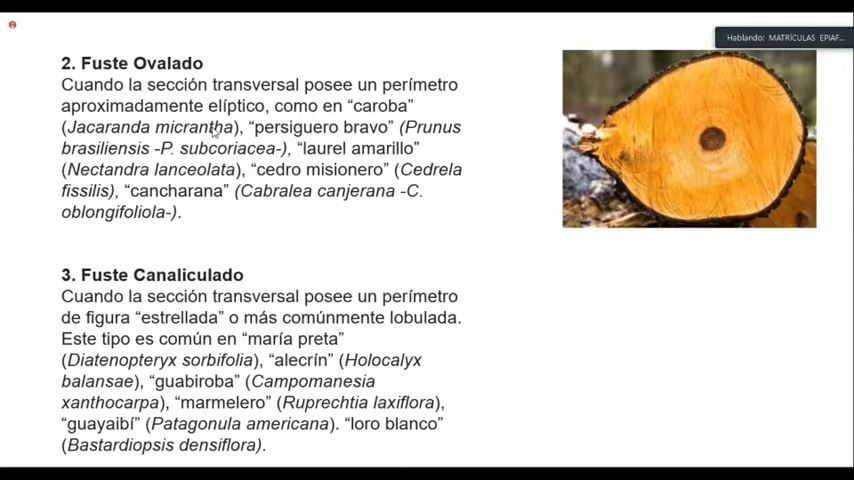 Hablando: MATRÍCULAS EPIAF...
2. Fuste Ovalado
Cuando la sección transversal posee un perímetro
aproximadamente elíptico, como en “caroba”
(Jacaranda micrantha), “persiguero bravo” (Prunus
brasiliensis -P. subcoriacea-), “laurel amarillo”
(Nectandra lanceolata), “cedro misionero” (Cedrela
fissilis), “cancharana” (Cabralea canjerana -C.
oblongifoliola-).
3. Fuste Canaliculado
Cuando la sección transversal posee un perímetro
de figura “estrellada” o más comúnmente lobulada.
Este tipo es común en “maría preta”
(Diatenopteryx sorbifolia), “alecrín” (Holocalyx
balansae), “guabiroba” (Campomanesia
xanthocarpa), “marmelero” (Ruprechtia laxiflora),
“guayaibí” (Patagonula americana). “loro blanco”
(Bastardiopsis densiflora).